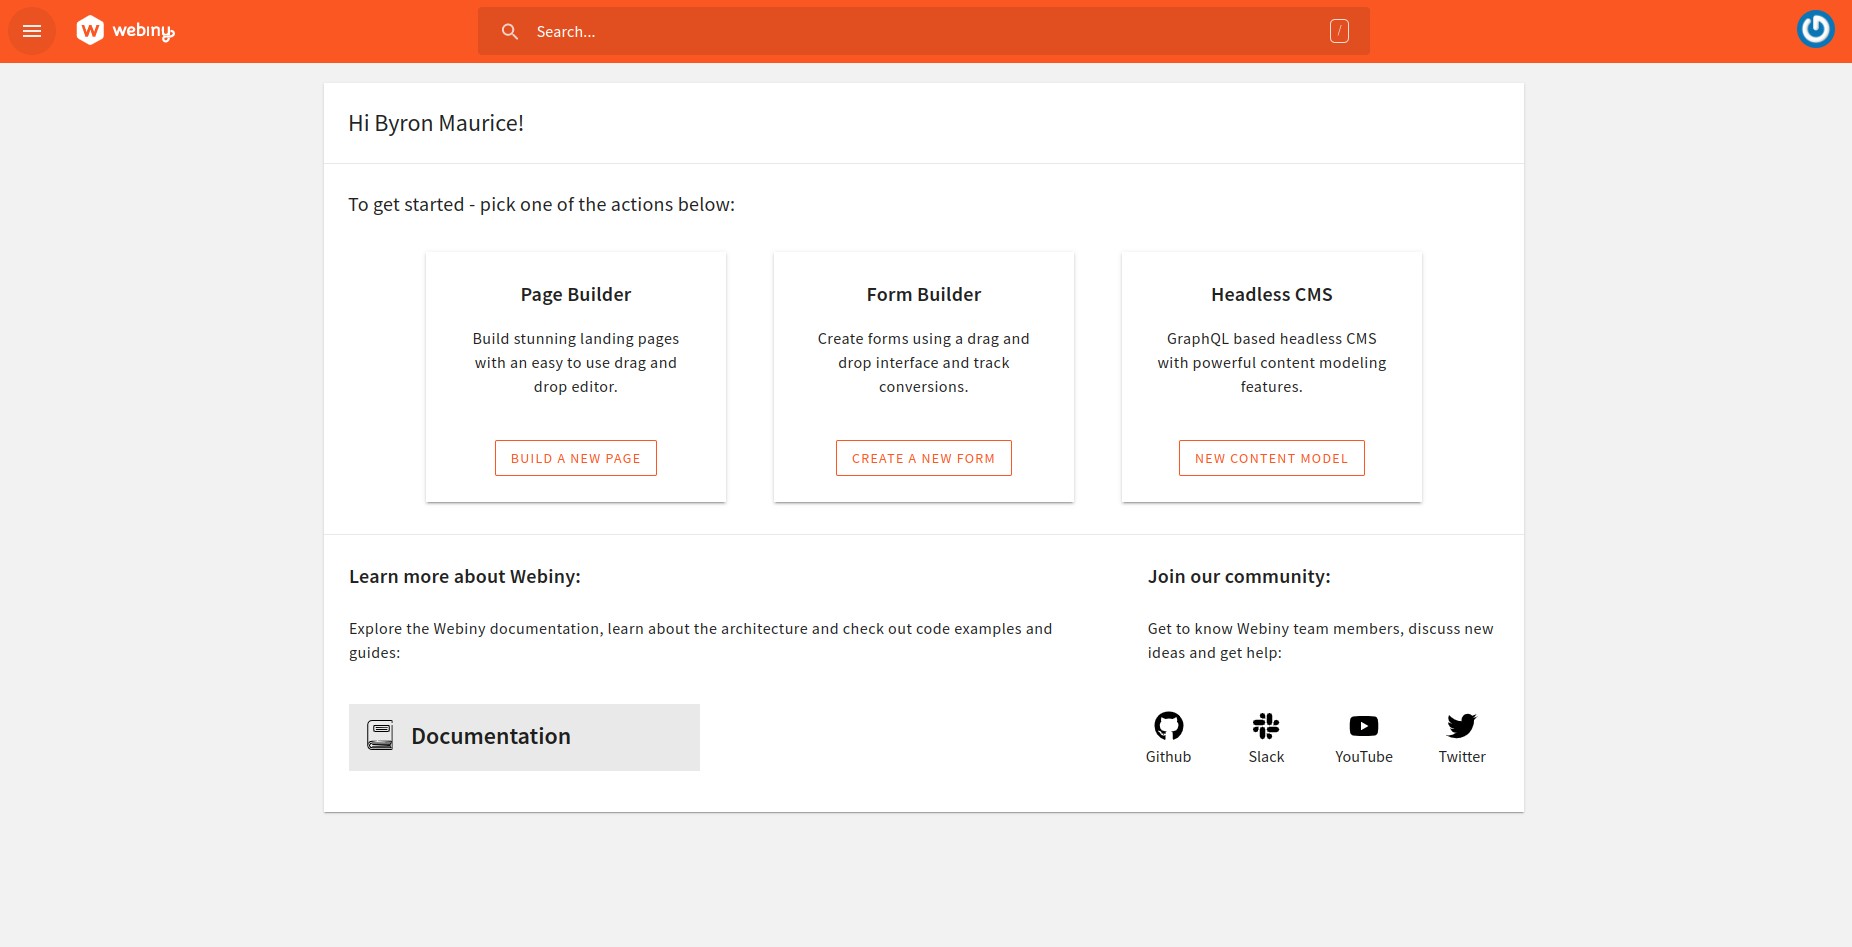 webiny
Search...
/
Hi Byron Maurice!
To get started - pick one of the actions below:
Page Builder
Build stunning landing pages
with an easy to use drag and
drop editor.
BUILD A NEW PAGE
Form Builder
Create forms using a drag and
drop interface and track
conversions.
CREATE A NEW FORM
Headless CMS
GraphQL based headless CMS
with powerful content modeling
features.
NEW CONTENT MODEL
Learn more about Webiny:
Explore the Webiny documentation, learn about the architecture and check out code examples and
guides:
Documentation
Join our community:
Get to know Webiny team members, discuss new
ideas and get help:
Github
Slack
YouTube
Twitter